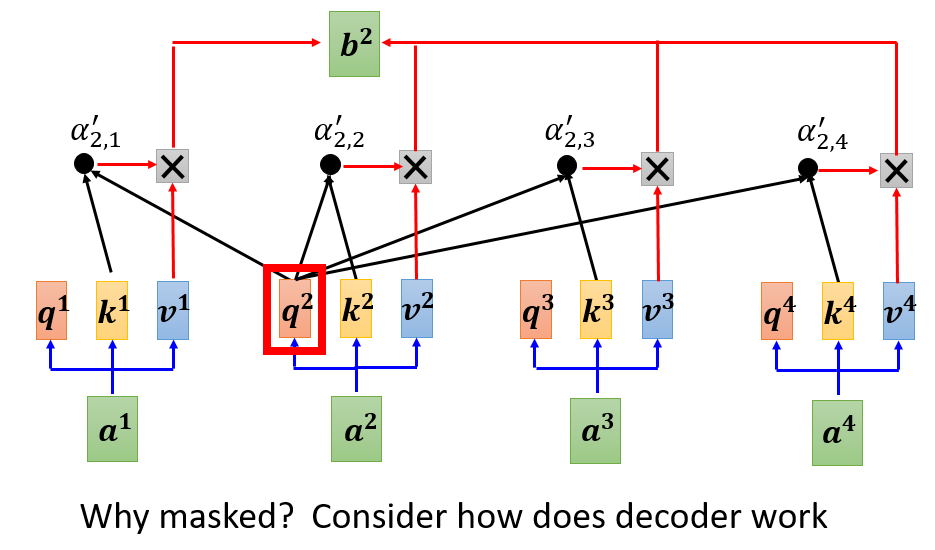 b²
α′₂,₁ α′₂,₂ α′₂,₃ α′₂,₄
× × × ×
q¹ k¹ v¹ q² k² v² q³ k³ v³ q⁴ k⁴ v⁴
a¹ a² a³ a⁴
Why masked? Consider how does decoder work